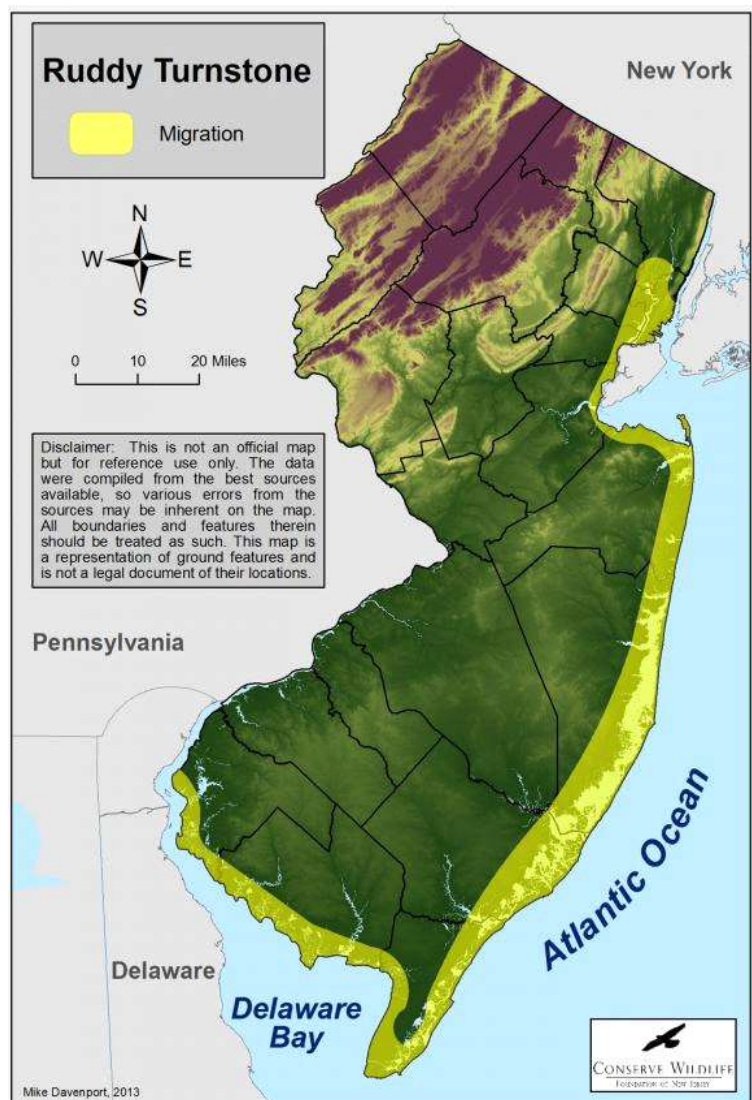 Ruddy Turnstone
Migration
New York
N
W
E
S
0 10 20 Miles
Disclaimer: This is not an official map
but for reference use only. The data
were compiled from the best sources
available, so various errors from the
sources may be inherent on the map.
All boundaries and features therein
should be treated as such. This map is
a representation of ground features and
is not a legal document of their locations.
Pennsylvania
Atlantic Ocean
Delaware
Delaware
Bay
CONSERVE WILDLIFE
FOUNDATION OF NEW JERSEY
Mike Davenport, 2013